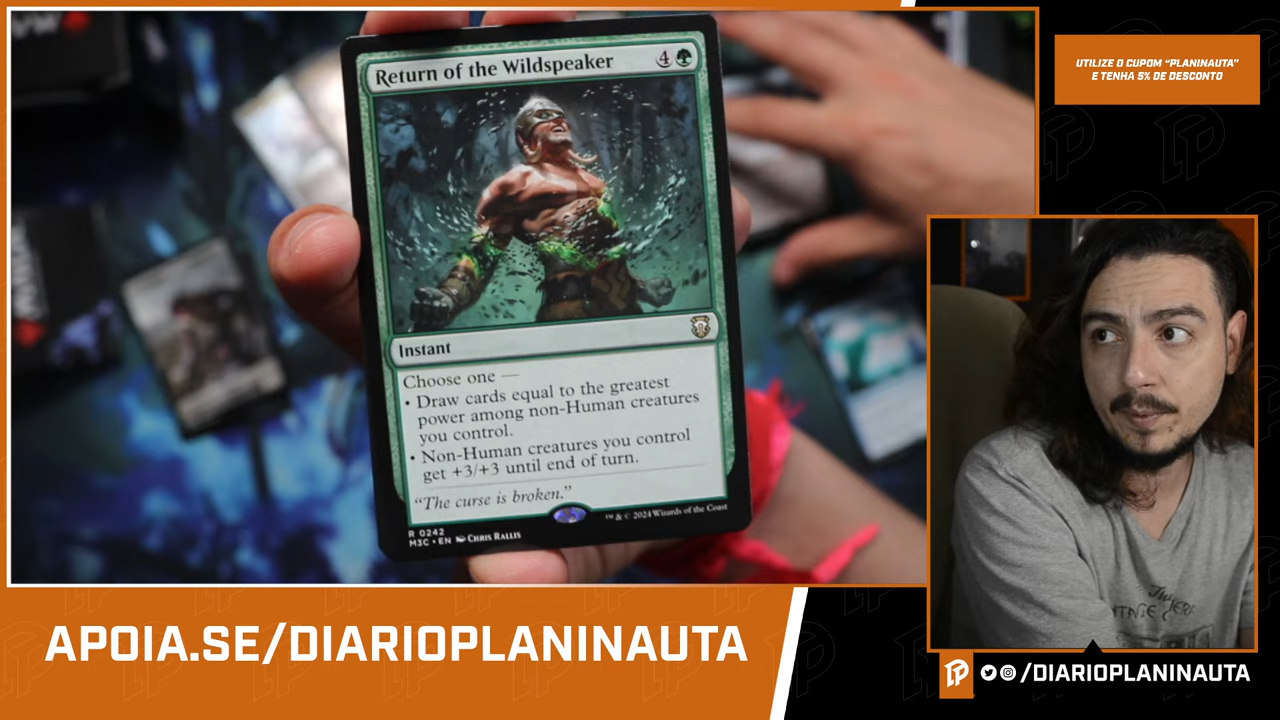 UTILIZE O CUPOM “PLANINAUTA”
E TENHA 5% DE DESCONTO
Return of the Wildspeaker 4
Instant
Choose one —
• Draw cards equal to the greatest
power among non-Human creatures
you control.
• Non-Human creatures you control
get +3/+3 until end of turn.
“The curse is broken.”
R 0242
M3C • EN CHRIS RALLIS
™ & © 2024 Wizards of the Coast
APOIA.SE/DIARIOPLANINAUTA
/DIARIOPLANINAUTA